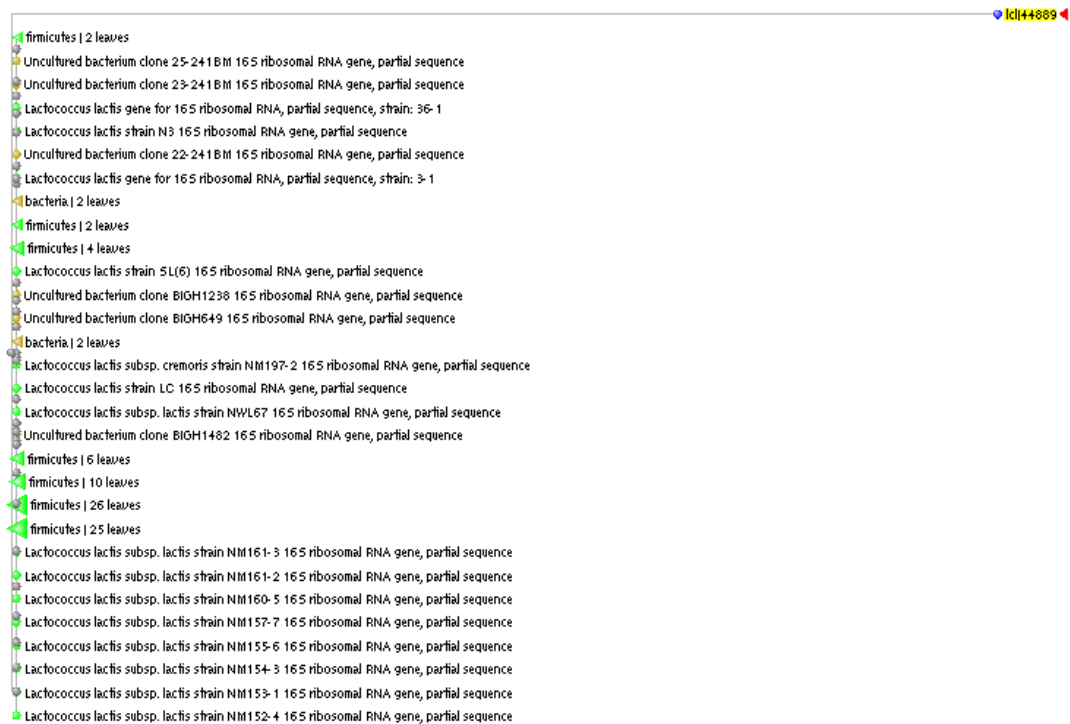 lcl|44889
firmicutes | 2 leaves
Uncultured bacterium clone 25-241BM 16S ribosomal RNA gene, partial sequence
Uncultured bacterium clone 23-241BM 16S ribosomal RNA gene, partial sequence
Lactococcus lactis gene for 16S ribosomal RNA, partial sequence, strain: 36-1
Lactococcus lactis strain N3 16S ribosomal RNA gene, partial sequence
Uncultured bacterium clone 22-241BM 16S ribosomal RNA gene, partial sequence
Lactococcus lactis gene for 16S ribosomal RNA, partial sequence, strain: 3-1
bacteria | 2 leaves
firmicutes | 2 leaves
firmicutes | 4 leaves
Lactococcus lactis strain SL(6) 16S ribosomal RNA gene, partial sequence
Uncultured bacterium clone BIGH1238 16S ribosomal RNA gene, partial sequence
Uncultured bacterium clone BIGH649 16S ribosomal RNA gene, partial sequence
bacteria | 2 leaves
Lactococcus lactis subsp. cremoris strain NM197-2 16S ribosomal RNA gene, partial sequence
Lactococcus lactis strain LC 16S ribosomal RNA gene, partial sequence
Lactococcus lactis subsp. lactis strain NWL67 16S ribosomal RNA gene, partial sequence
Uncultured bacterium clone BIGH1482 16S ribosomal RNA gene, partial sequence
firmicutes | 6 leaves
firmicutes | 10 leaves
firmicutes | 26 leaves
firmicutes | 25 leaves
Lactococcus lactis subsp. lactis strain NM161-3 16S ribosomal RNA gene, partial sequence
Lactococcus lactis subsp. lactis strain NM161-2 16S ribosomal RNA gene, partial sequence
Lactococcus lactis subsp. lactis strain NM160-5 16S ribosomal RNA gene, partial sequence
Lactococcus lactis subsp. lactis strain NM157-7 16S ribosomal RNA gene, partial sequence
Lactococcus lactis subsp. lactis strain NM155-6 16S ribosomal RNA gene, partial sequence
Lactococcus lactis subsp. lactis strain NM154-3 16S ribosomal RNA gene, partial sequence
Lactococcus lactis subsp. lactis strain NM153-1 16S ribosomal RNA gene, partial sequence
Lactococcus lactis subsp. lactis strain NM152-4 16S ribosomal RNA gene, partial sequence